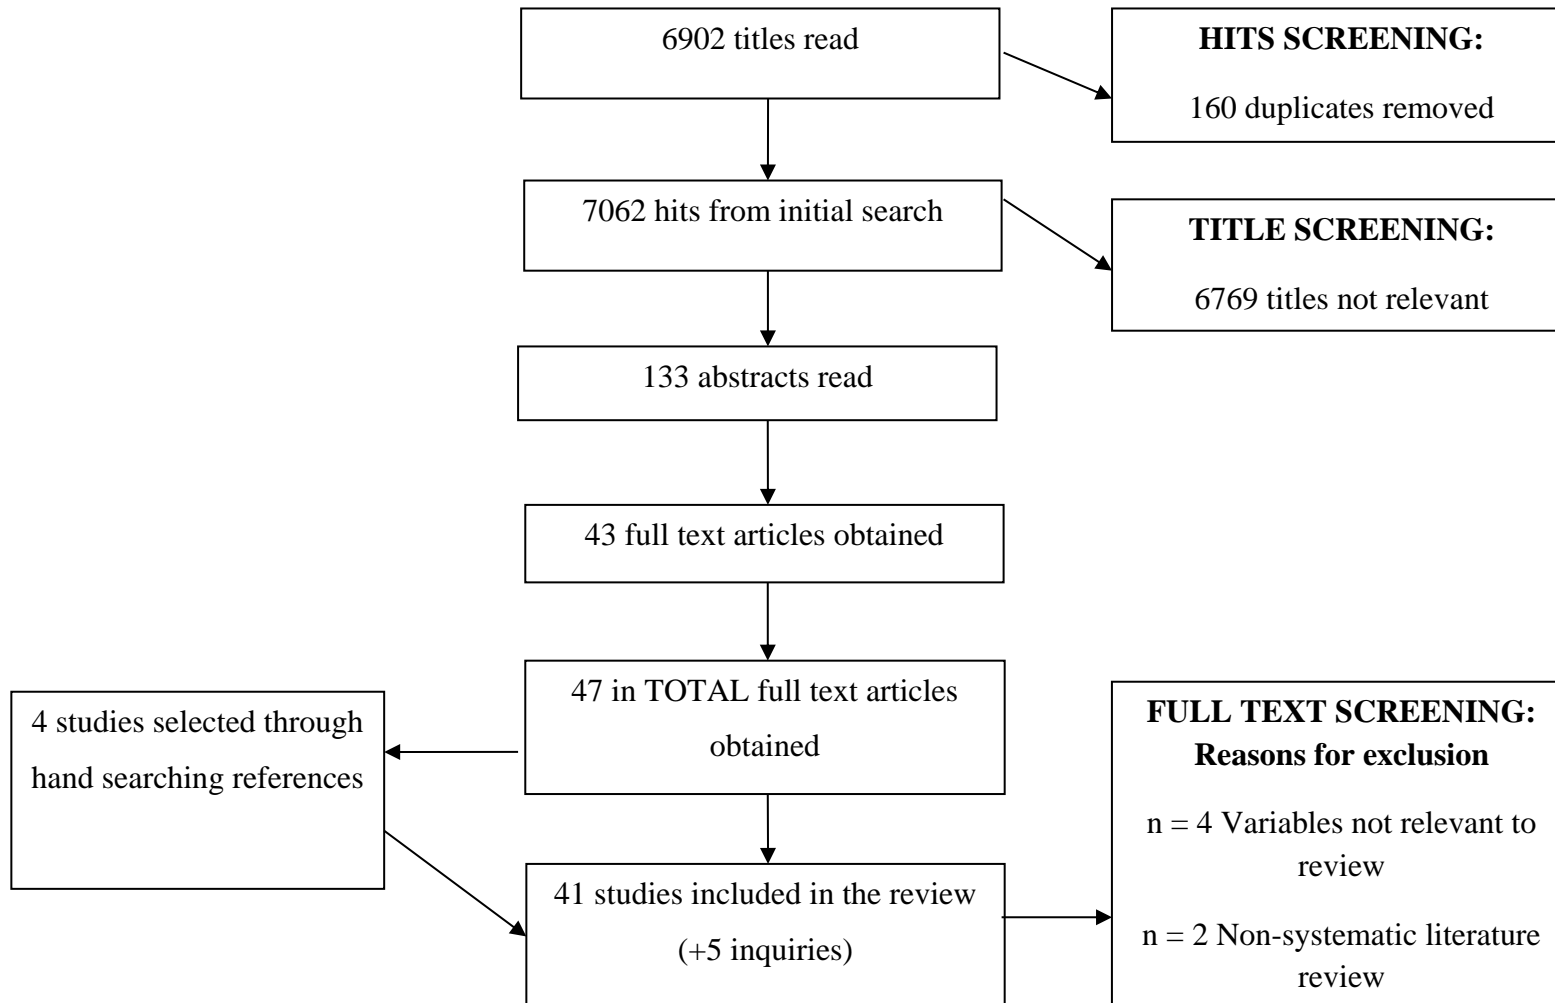 6902 titles read
HITS SCREENING:
160 duplicates removed
7062 hits from initial search
TITLE SCREENING:
6769 titles not relevant
133 abstracts read
43 full text articles obtained
47 in TOTAL full text articles
obtained
4 studies selected through
hand searching references
FULL TEXT SCREENING:
Reasons for exclusion
n = 4 Variables not relevant to
review
n = 2 Non-systematic literature
review
41 studies included in the review
(+5 inquiries)